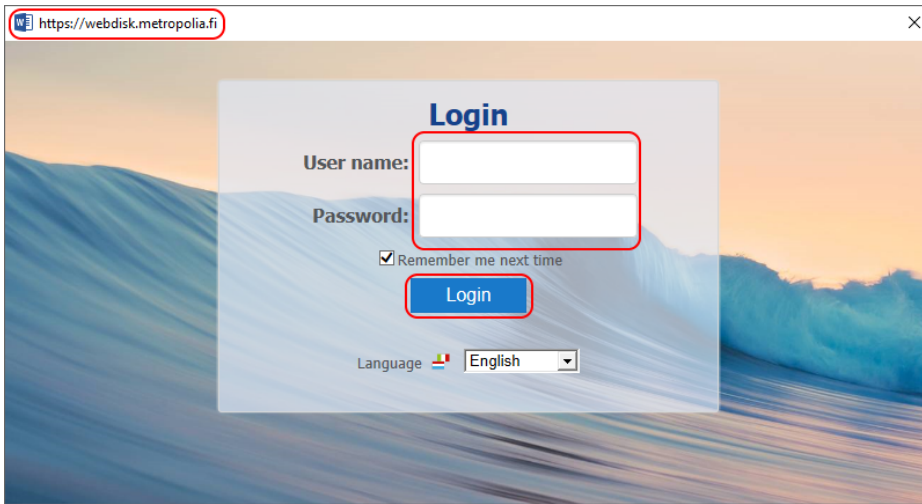 https://webdisk.metropolia.fi
Login
User name:
Password:
Remember me next time
Login
Language English